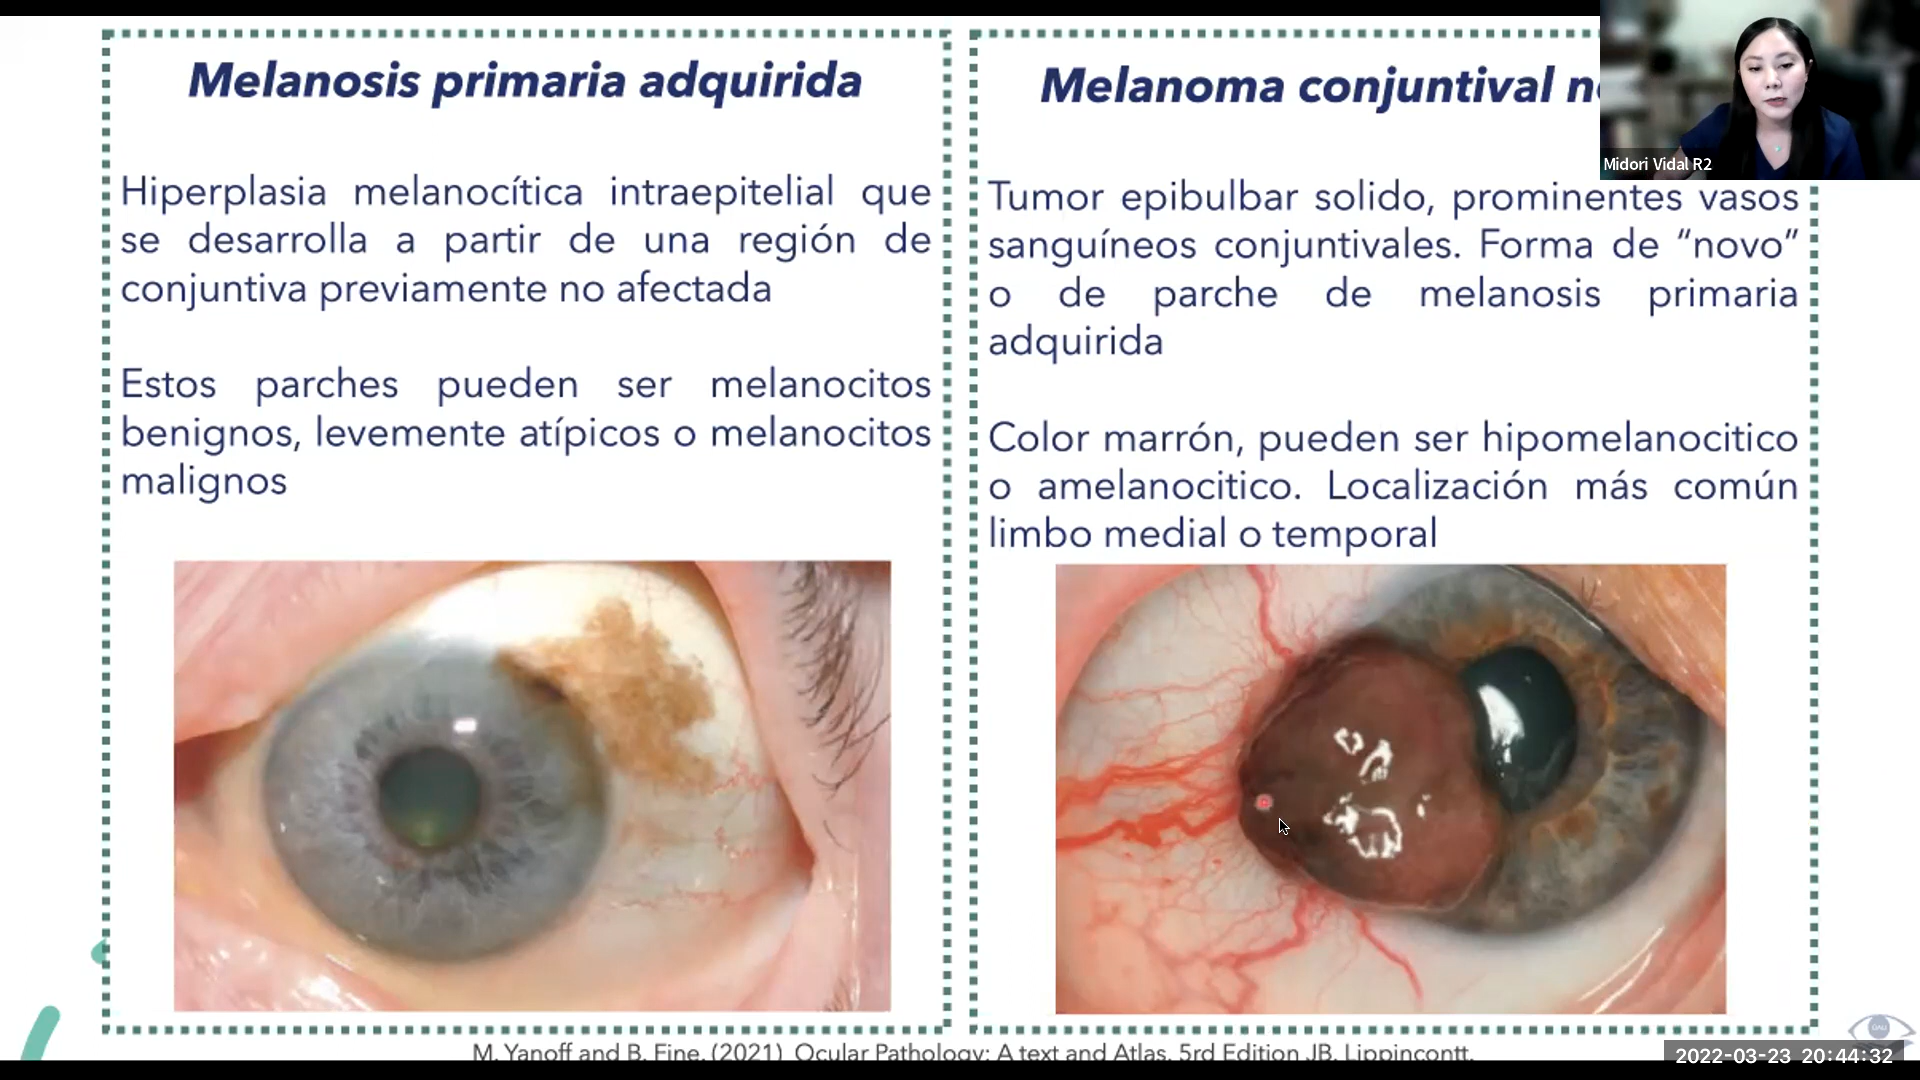 Melanosis primaria adquirida
Hiperplasia melanocítica intraepitelial que
se desarrolla a partir de una región de
conjuntiva previamente no afectada
Estos parches pueden ser melanocitos
benignos, levemente atípicos o melanocitos
malignos
Melanoma conjuntival
Midori Vidal R2
Tumor epibulbar solido, prominentes vasos
sanguíneos conjuntivales. Forma de “novo”
o de parche de melanosis primaria
adquirida
Color marrón, pueden ser hipomelanocitico
o amelanocitico. Localización más común
limbo medial o temporal
M. Yanoff and B. Fine. (2021) Ocular Pathology: A text and Atlas. 5rd Edition JB. Lippincontt.
2022-03-23 20:44:32